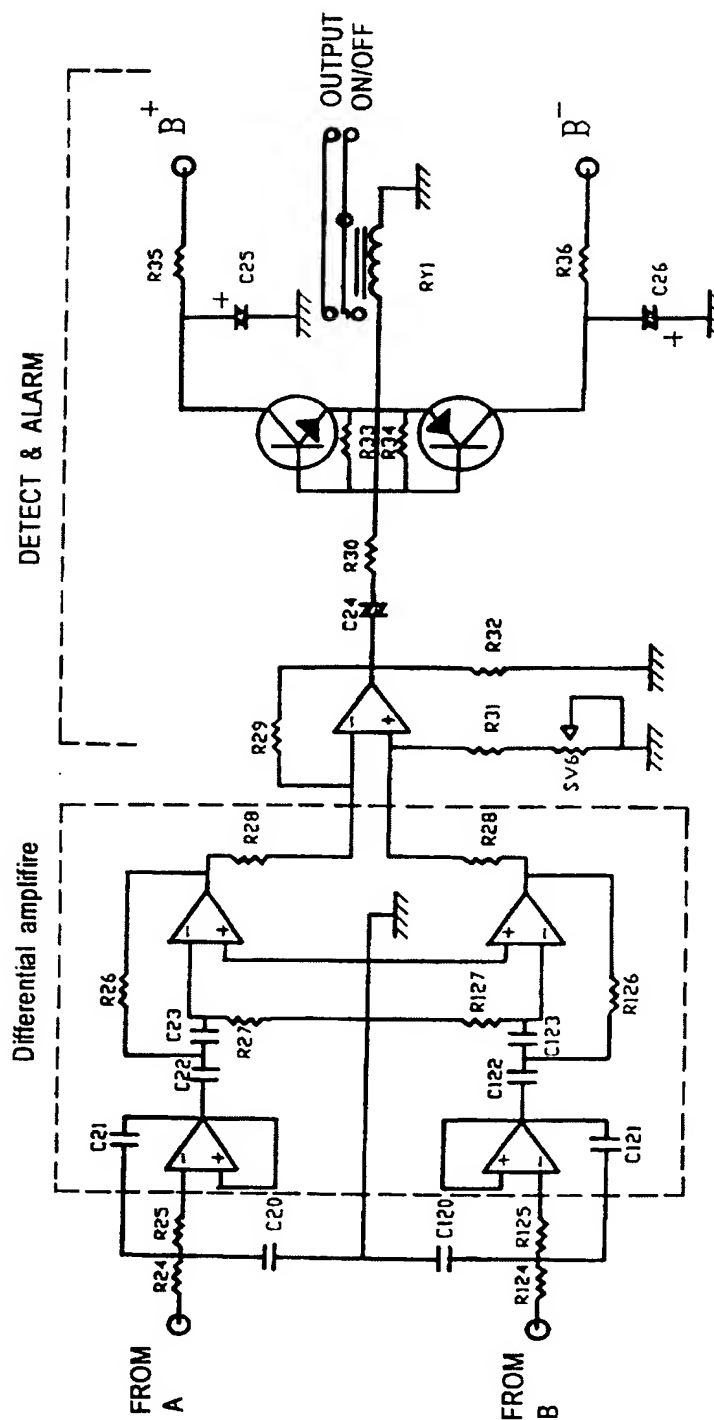 DETECT & ALARM
Differential amplifire
FROM
A
R24
R25
C20
C21
C22
C23
R26
R27
R28
R29
C24
R30
R33
R34
R35
C25
+
B+
OUTPUT
ON/OFF
RY1
R31
R32
SV6
FROM
B
R124
R125
C120
C121
C122
C123
R126
R127
R28
R36
C26
+
B-
-
+
-
+
-
+
+
-
+
-